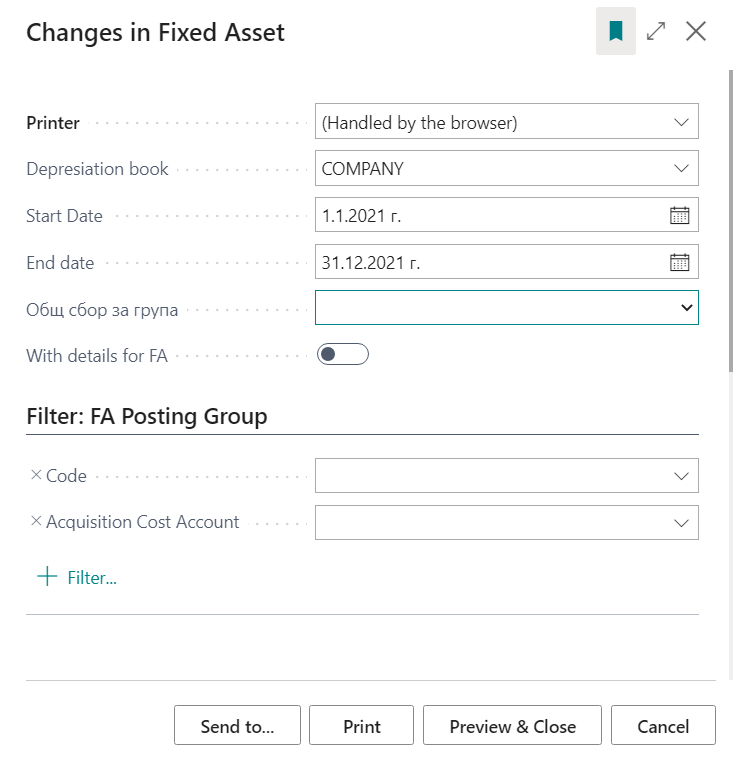 Changes in Fixed Asset
Printer (Handled by the browser)
Depresiation book COMPANY
Start Date 1.1.2021 г.
End date 31.12.2021 г.
Общ сбор за група
With details for FA
Filter: FA Posting Group
× Code
× Acquisition Cost Account
+ Filter...
Send to... Print Preview & Close Cancel